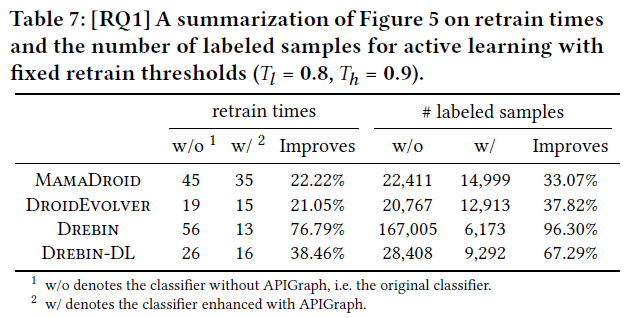 Table 7: [RQ1] A summarization of Figure 5 on retrain times
and the number of labeled samples for active learning with
fixed retrain thresholds (Tl = 0.8, Th = 0.9).
retrain times # labeled samples
w/o 1 w/ 2 Improves w/o w/ Improves
MAMADROID 45 35 22.22% 22,411 14,999 33.07%
DROIDEVOLVER 19 15 21.05% 20,767 12,913 37.82%
DREBIN 56 13 76.79% 167,005 6,173 96.30%
DREBIN-DL 26 16 38.46% 28,408 9,292 67.29%
1 w/o denotes the classifier without APIGraph, i.e. the original classifier.
2 w/ denotes the classifier enhanced with APIGraph.